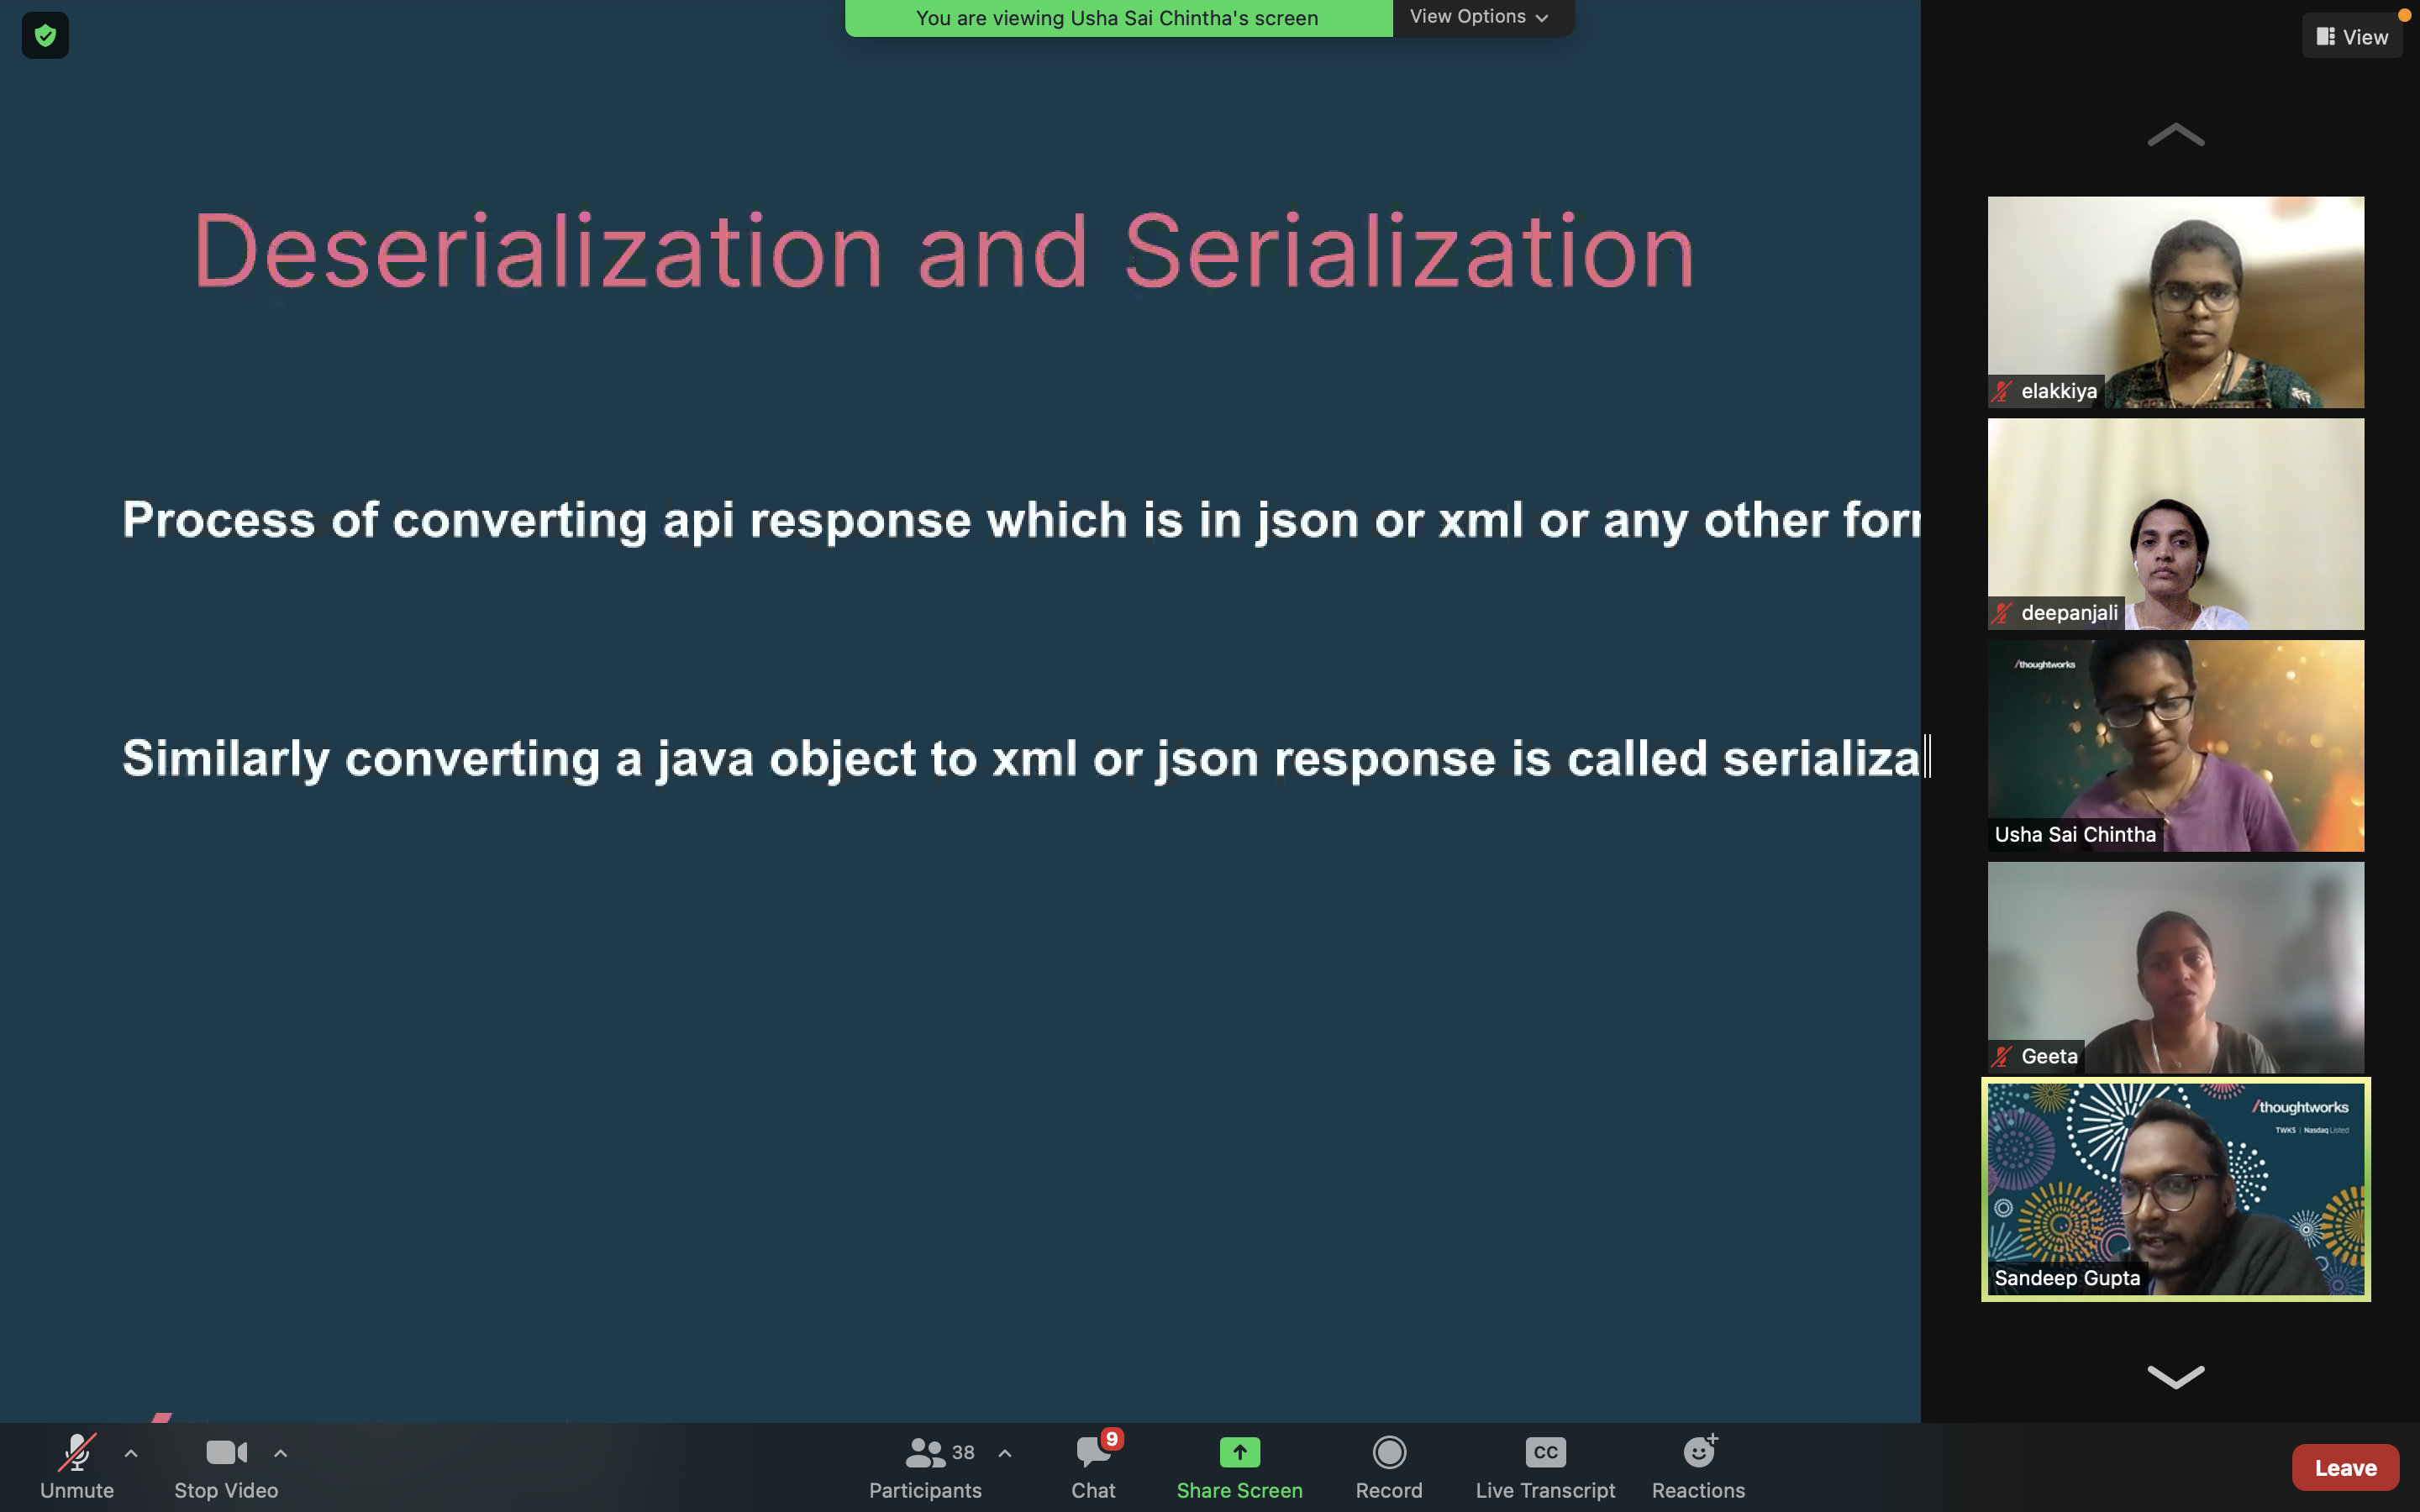 You are viewing Usha Sai Chintha's screen
View Options
View
Deserialization and Serialization
Process of converting api response which is in json or xml or any other for
Similarly converting a java object to xml or json response is called serializa
elakkiya
deepanjali
/thoughtworks
Usha Sai Chintha
Geeta
/thoughtworks
TWKS | Nasdaq Listed
Sandeep Gupta
Unmute
Stop Video
38
Participants
9
Chat
Share Screen
Record
CC
Live Transcript
Reactions
Leave